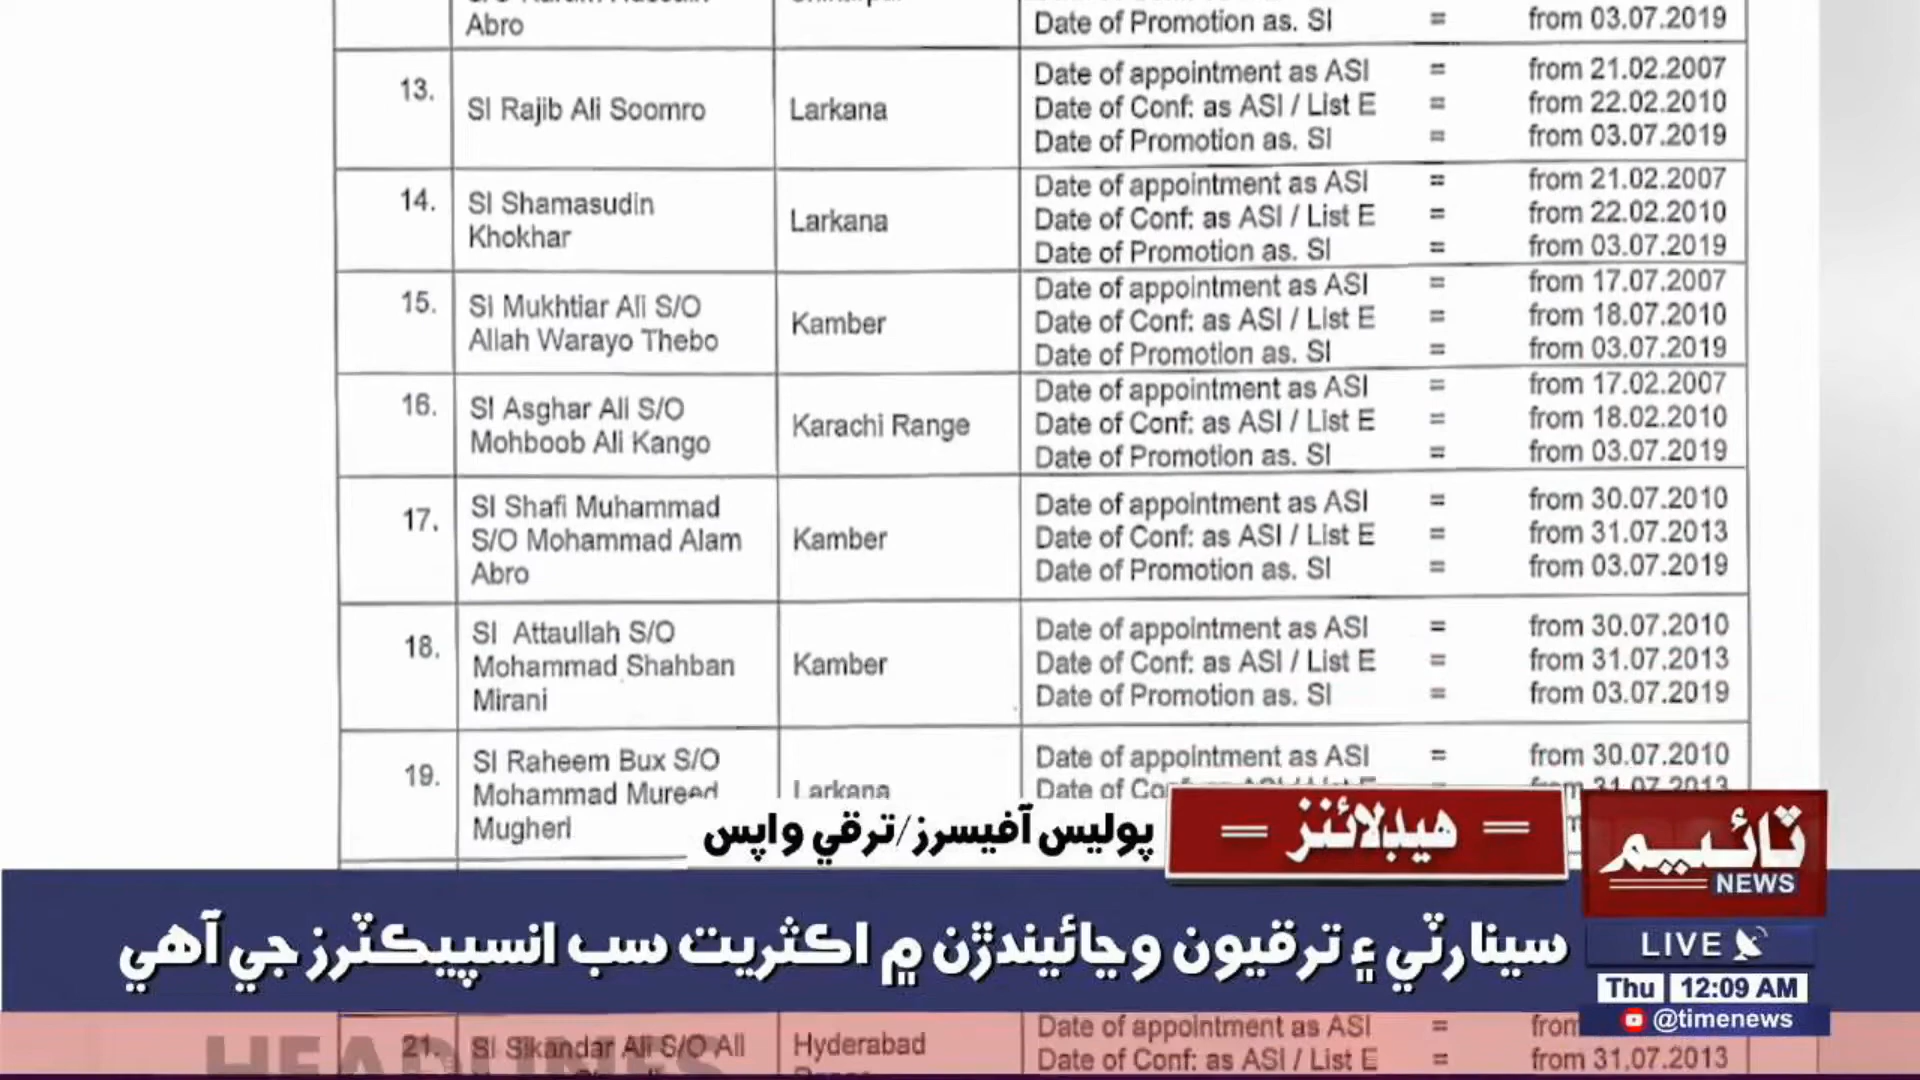 Abro
Date of Promotion as. SI = from 03.07.2019
13. SI Rajib Ali Soomro Larkana
Date of appointment as ASI = from 21.02.2007
Date of Conf: as ASI / List E = from 22.02.2010
Date of Promotion as. SI = from 03.07.2019
14. SI Shamasudin
Khokhar
Larkana
Date of appointment as ASI = from 21.02.2007
Date of Conf: as ASI / List E = from 22.02.2010
Date of Promotion as. SI = from 03.07.2019
15. SI Mukhtiar Ali S/O
Allah Warayo Thebo
Kamber
Date of appointment as ASI = from 17.07.2007
Date of Conf: as ASI / List E = from 18.07.2010
Date of Promotion as. SI = from 03.07.2019
16. SI Asghar Ali S/O
Mohboob Ali Kango
Karachi Range
Date of appointment as ASI = from 17.02.2007
Date of Conf: as ASI / List E = from 18.02.2010
Date of Promotion as. SI = from 03.07.2019
17. SI Shafi Muhammad
S/O Mohammad Alam
Abro
Kamber
Date of appointment as ASI = from 30.07.2010
Date of Conf: as ASI / List E = from 31.07.2013
Date of Promotion as. SI = from 03.07.2019
18. SI Attaullah S/O
Mohammad Shahban
Mirani
Kamber
Date of appointment as ASI = from 30.07.2010
Date of Conf: as ASI / List E = from 31.07.2013
Date of Promotion as. SI = from 03.07.2019
19. SI Raheem Bux S/O
Mohammad Mureed
Mugheri
Larkana
Date of appointment as ASI = from 30.07.2010
Date of from 31.07.2013
هيڊلائنز
پوليس آفيسرز/ترقي واپس
ٽائيم
NEWS
سينارٽي ۽ ترقيون وڃائيندڙن ۾ اڪثريت سب انسپيڪٽرز جي آهي
LIVE
Thu 12:09 AM
@timenews
HEADLINES
21. SI Sikandar Ali S/O Ali
Hyderabad
Date of appointment as ASI = from
Date of Conf: as ASI / List E = from 31.07.2013